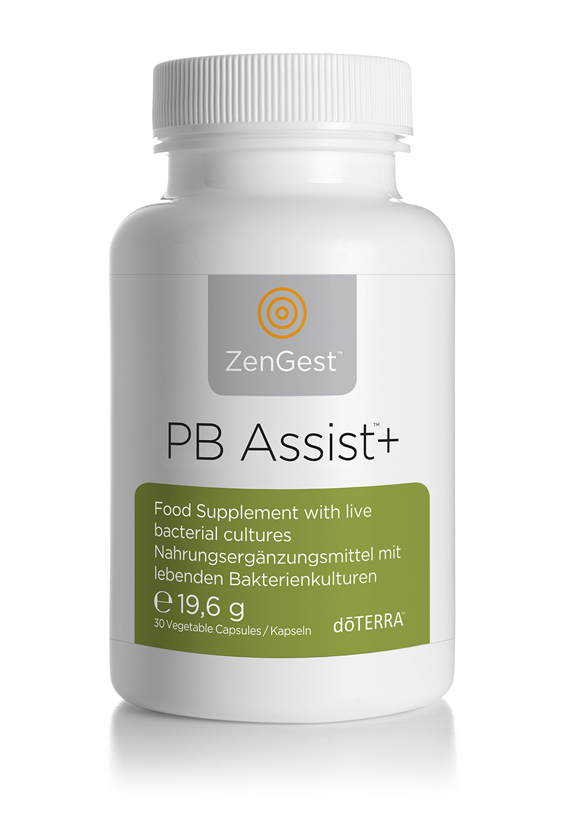 ZenGest™
PB Assist™+
Food Supplement with live
bacterial cultures
Nahrungsergänzungsmittel mit
lebenden Bakterienkulturen
℮ 19,6 g
30 Vegetable Capsules / Kapseln
dōTERRA™